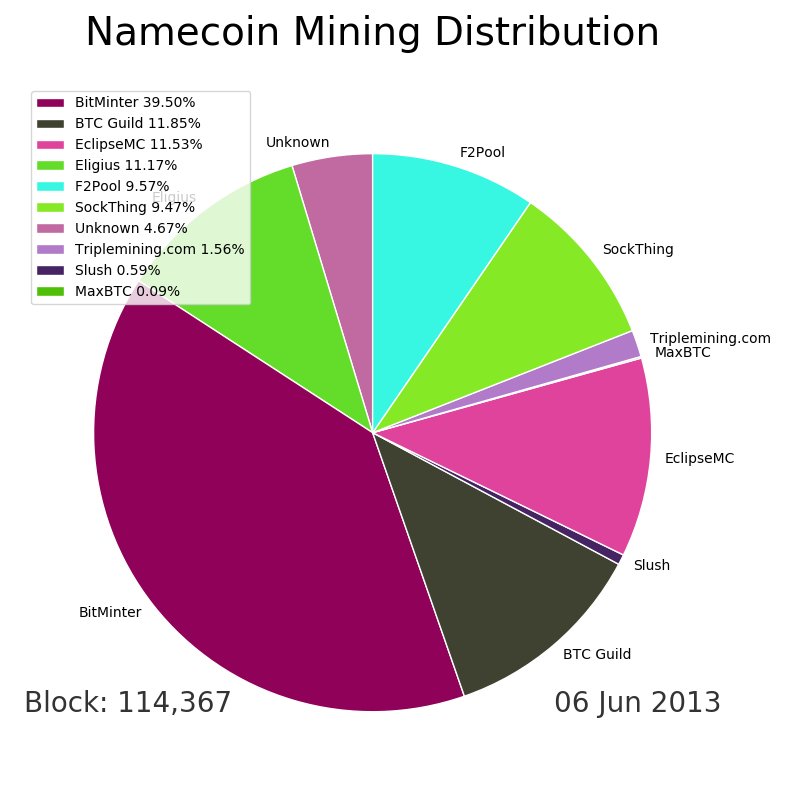 Namecoin Mining Distribution
BitMinter 39.50%
BTC Guild 11.85%
EclipseMC 11.53%
Eligius 11.17%
F2Pool 9.57%
SockThing 9.47%
Unknown 4.67%
Triplemining.com 1.56%
Slush 0.59%
MaxBTC 0.09%
Unknown
F2Pool
Eligius
SockThing
Triplemining.com
MaxBTC
EclipseMC
Slush
BitMinter
BTC Guild
Block: 114,367
06 Jun 2013